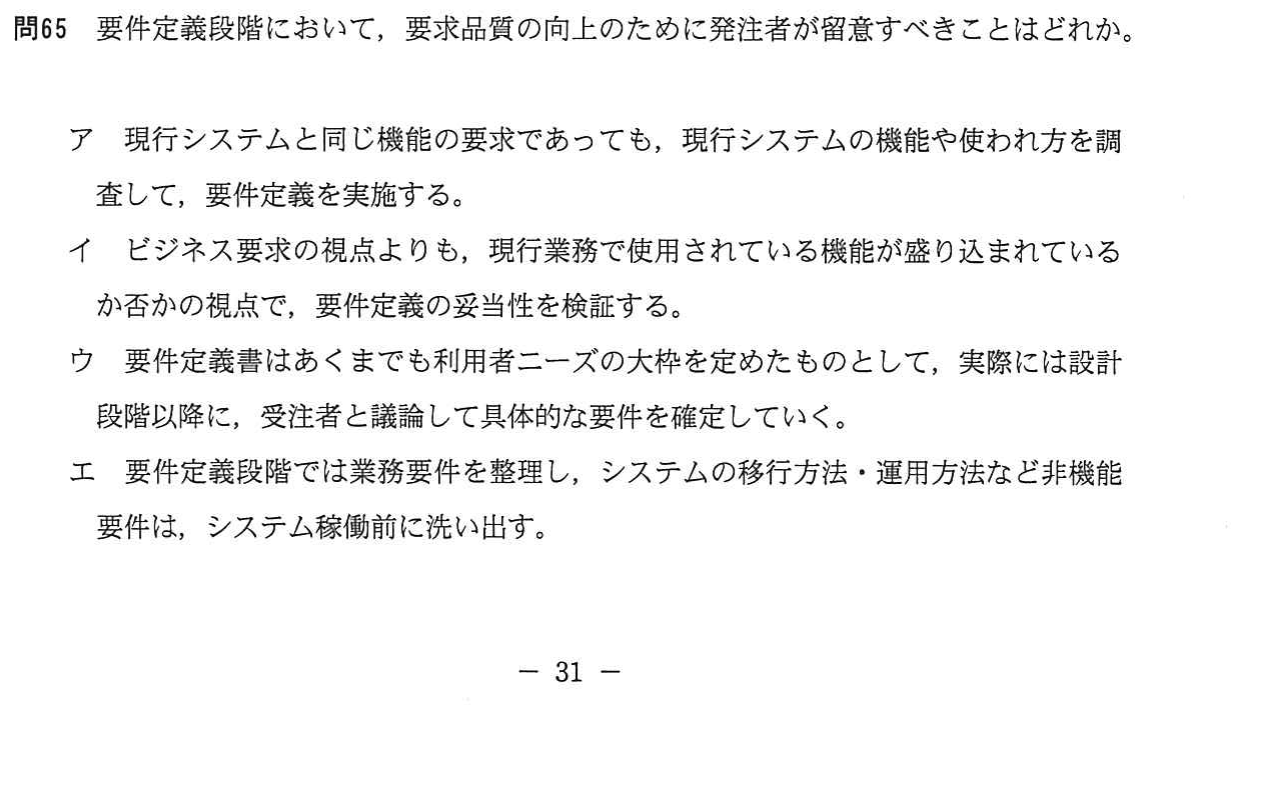 問65　要件定義段階において，要求品質の向上のために発注者が留意すべきことはどれか。
ア　現行システムと同じ機能の要求であっても，現行システムの機能や使われ方を調
査して，要件定義を実施する。
イ　ビジネス要求の視点よりも，現行業務で使用されている機能が盛り込まれている
か否かの視点で，要件定義の妥当性を検証する。
ウ　要件定義書はあくまでも利用者ニーズの大枠を定めたものとして，実際には設計
段階以降に，受注者と議論して具体的な要件を確定していく。
エ　要件定義段階では業務要件を整理し，システムの移行方法・運用方法など非機能
要件は，システム稼働前に洗い出す。
－ 31 －